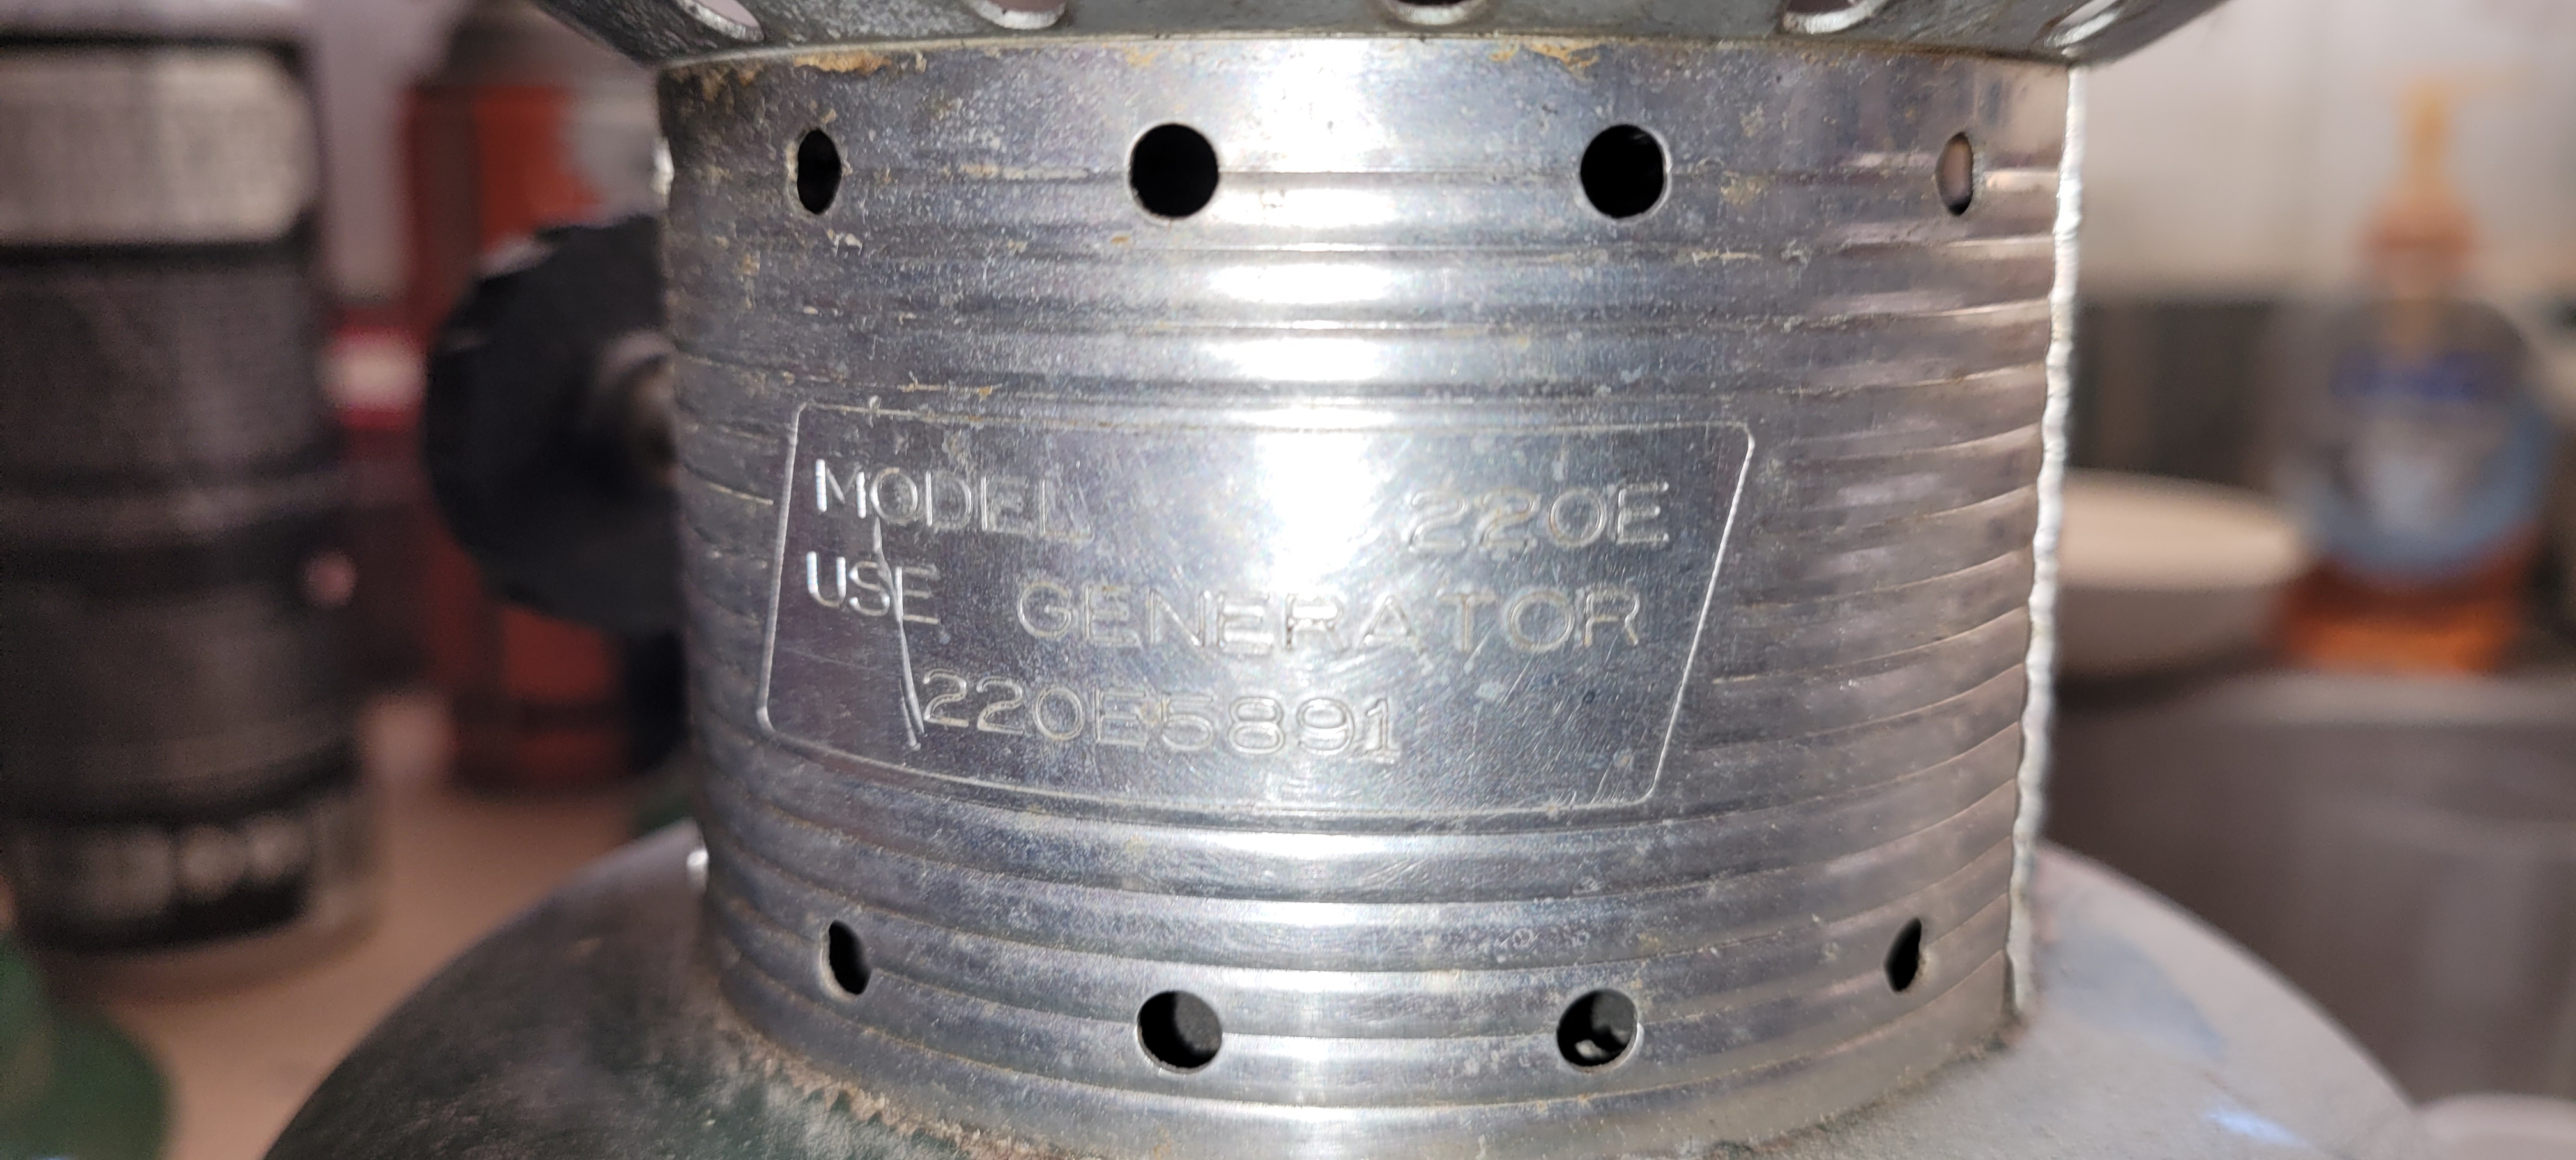 MODEL 220E
USE GENERATOR
220E5891